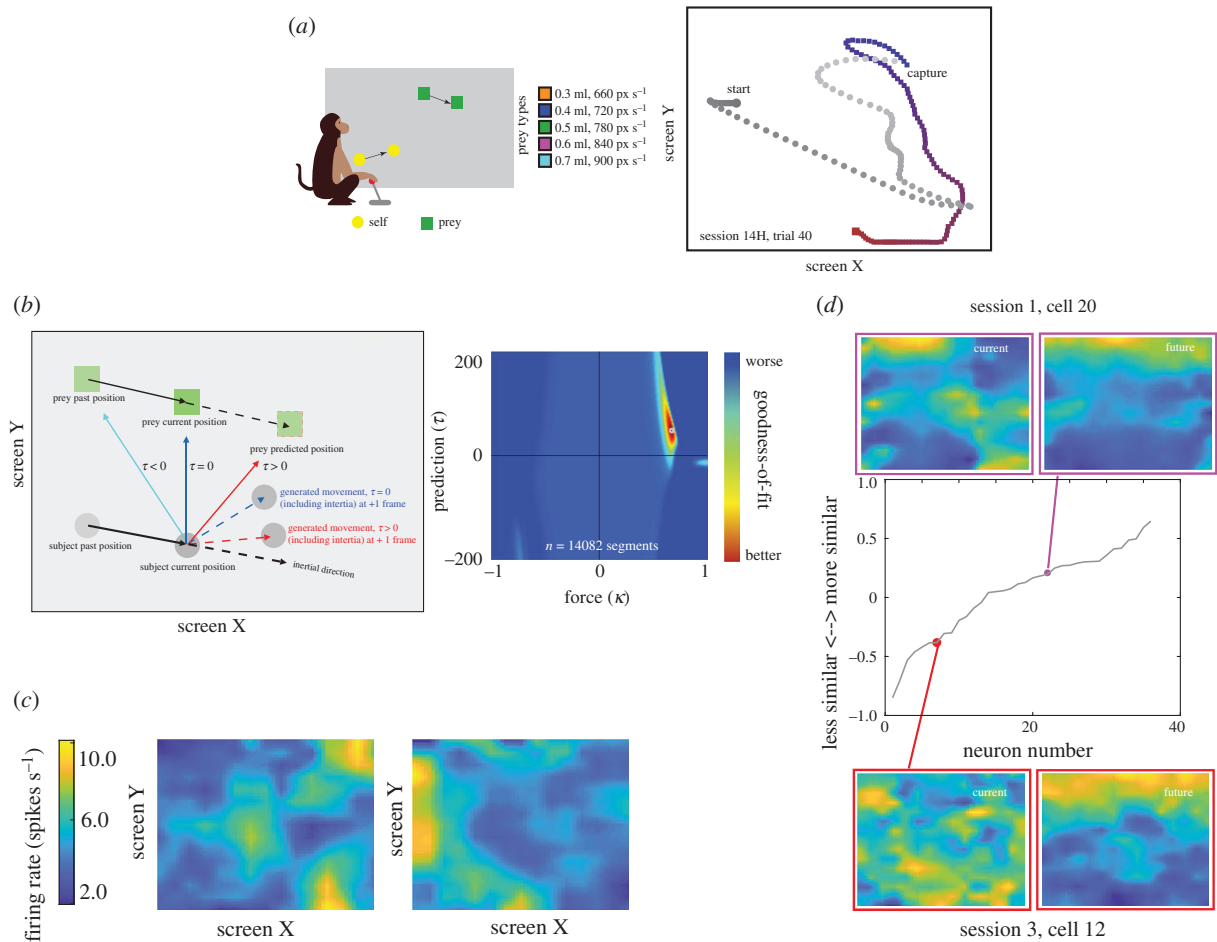 (a)
prey types
0.3 ml, 660 px s⁻¹
0.4 ml, 720 px s⁻¹
0.5 ml, 780 px s⁻¹
0.6 ml, 840 px s⁻¹
0.7 ml, 900 px s⁻¹
self
prey
screen Y
start
capture
session 14H, trial 40
screen X
(b)
screen Y
prey past position
prey current position
prey predicted position
τ < 0
τ = 0
τ > 0
generated movement, τ = 0
(including intertia) at +1 frame
generated movement, τ > 0
(including intertia) at + 1 frame
subject past position
subject current position
inertial direction
screen X
prediction (τ)
200
0
−200
n = 14082 segments
−1
0
1
force (κ)
worse
goodness-of-fit
better
(c)
firing rate (spikes s⁻¹)
10.0
6.0
2.0
screen Y
screen X
screen Y
screen X
(d)
session 1, cell 20
current
future
less similar <--> more similar
1.0
0.5
0
−0.5
−1.0
0
20
40
neuron number
current
future
session 3, cell 12